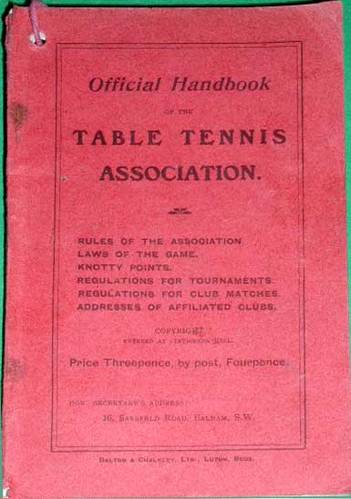 Official Handbook
OF THE
TABLE TENNIS
ASSOCIATION.
RULES OF THE ASSOCIATION
LAWS OF THE GAME.
KNOTTY POINTS.
REGULATIONS FOR TOURNAMENTS.
REGULATIONS FOR CLUB MATCHES.
ADDRESSES OF AFFILIATED CLUBS.
COPYRIGHT
ENTERED AT STATIONERS HALL.
Price Threepence, by post, Fourpence.
HON. SECRETARY'S ADDRESS:
16, ROAD, BALHAM, S.W.
& CHALKLEY, LTD., LUTON, BEDS.